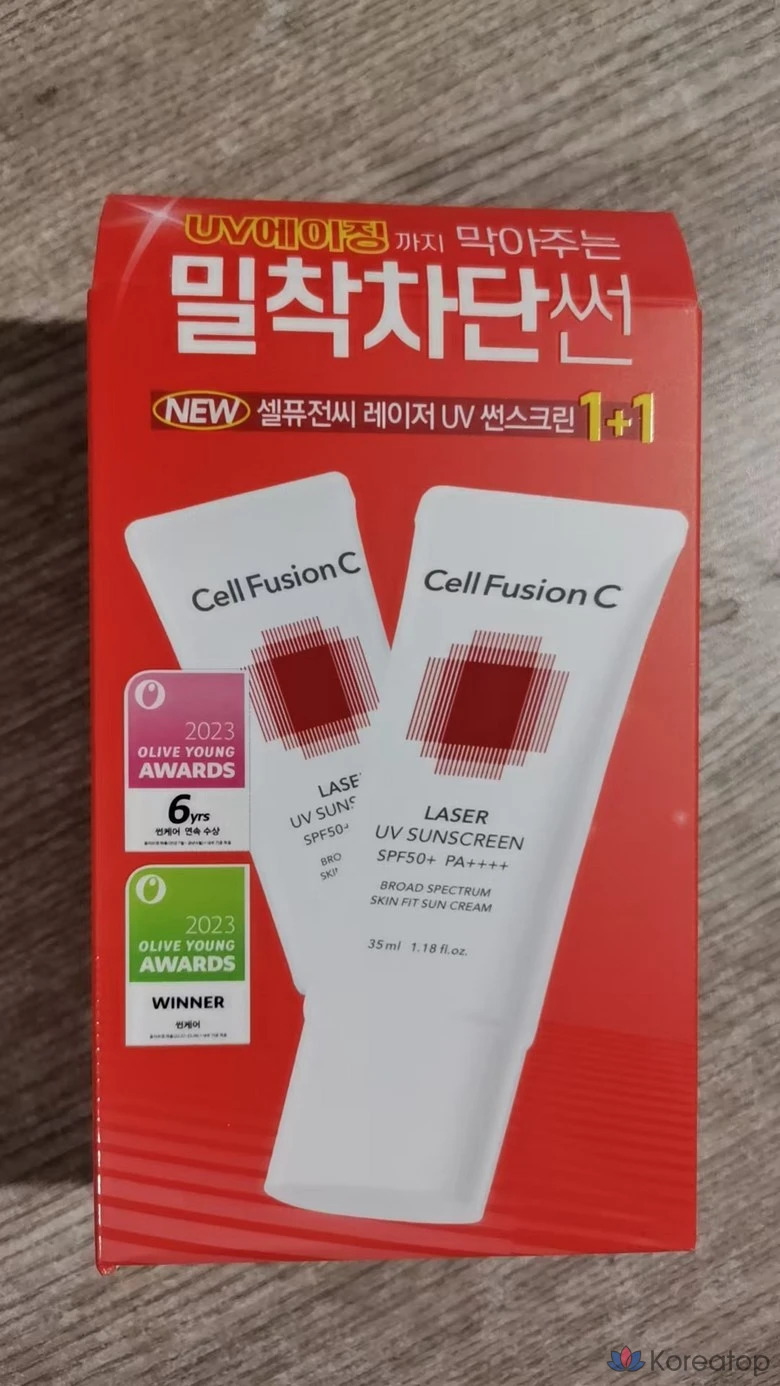 UV에이징까지 막아주는
밀착차단썬
NEW 셀퓨전씨 레이저 UV 썬스크린 1+1
Cell Fusion C
LASE
UV SUNS
SPF50+
BRO
SKI
Cell Fusion C
LASER
UV SUNSCREEN
SPF50+ PA++++
BROAD SPECTRUM
SKIN FIT SUN CREAM
35 ml 1.18 fl.oz.
2023
OLIVE YOUNG
AWARDS
6yrs
썬케어 연속 수상
2023
OLIVE YOUNG
AWARDS
WINNER
썬케어
Koreatop